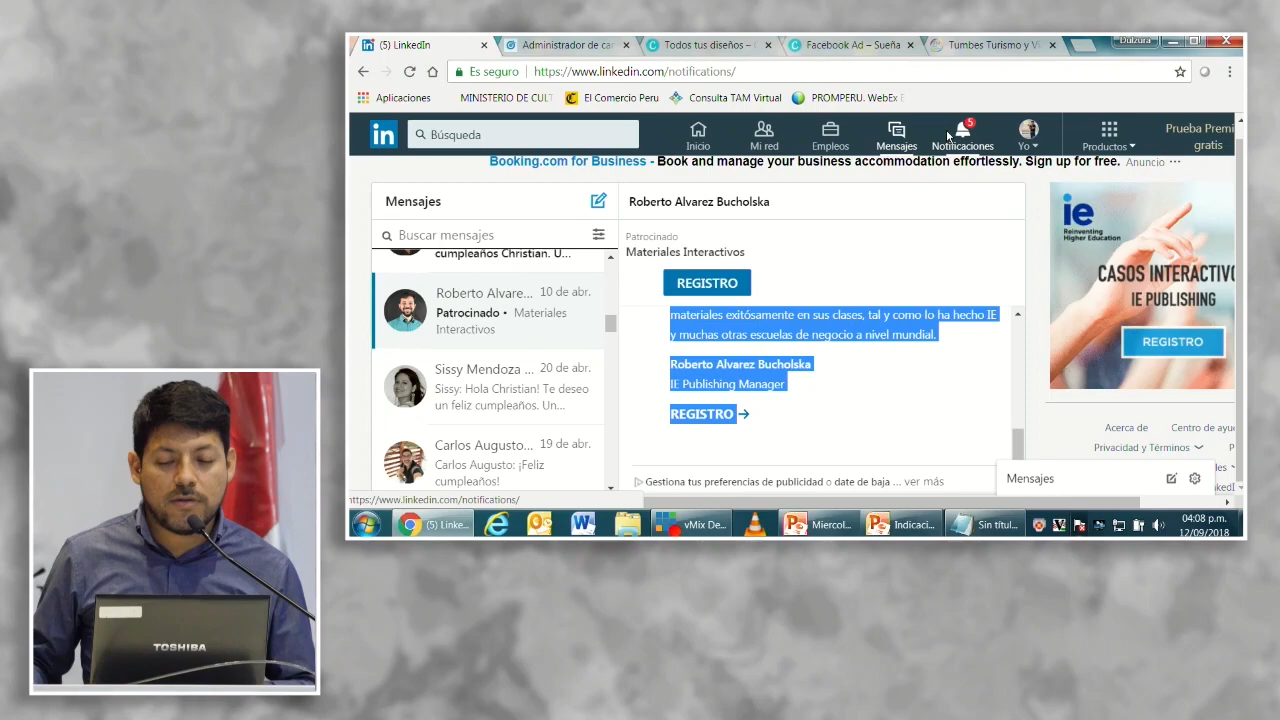 (5) LinkedIn
Administrador de ca
Todos tus diseños –
Facebook Ad – Sueña
Tumbes Turismo y V
Dulzura
Es seguro
https://www.linkedin.com/notifications/
Aplicaciones
MINISTERIO DE CULT
El Comercio Peru
Consulta TAM Virtual
PROMPERU. WebEx E
in
Búsqueda
Inicio
Mi red
Empleos
Mensajes
5
Notificaciones
Yo
Productos
Prueba Premi
gratis
Booking.com for Business - Book and manage your business accommodation effortlessly. Sign up for free. Anuncio ···
Mensajes
Buscar mensajes
cumpleaños Christian. U...
Roberto Alvare... 10 de abr.
Patrocinado • Materiales
Interactivos
Sissy Mendoza ... 20 de abr.
Sissy: Hola Christian! Te deseo
un feliz cumpleaños. Un...
Carlos Augusto... 19 de abr.
Carlos Augusto: ¡Feliz
cumpleaños!
Roberto Alvarez Bucholska
Patrocinado
Materiales Interactivos
REGISTRO
materiales exitósamente en sus clases, tal y como lo ha hecho IE
y muchas otras escuelas de negocio a nivel mundial.
Roberto Alvarez Bucholska
IE Publishing Manager
REGISTRO
Gestiona tus preferencias de publicidad o date de baja ... ver más
ie
Reinventing
Higher Education
CASOS INTERACTIVO
IE PUBLISHING
REGISTRO
Acerca de
Centro de ayu
Privacidad y Términos
Mensajes
https://www.linkedin.com/notifications/
(5) Linke...
vMix De...
Miercol...
Indicaci...
Sin títul...
04:08 p.m.
12/09/2018
TOSHIBA